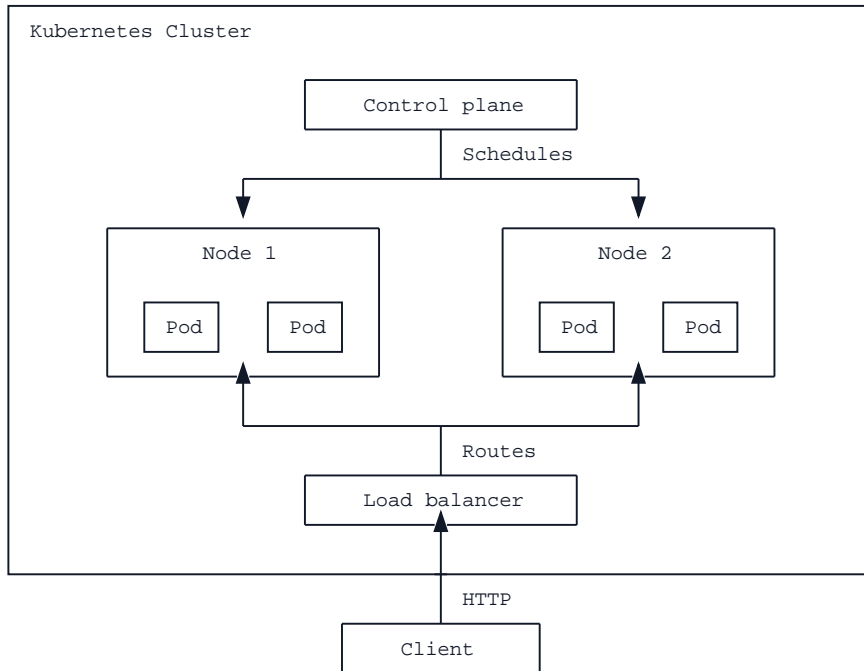 Kubernetes Cluster
Control plane
Schedules
Node 1
Node 2
Pod
Pod
Pod
Pod
Routes
Load balancer
HTTP
Client